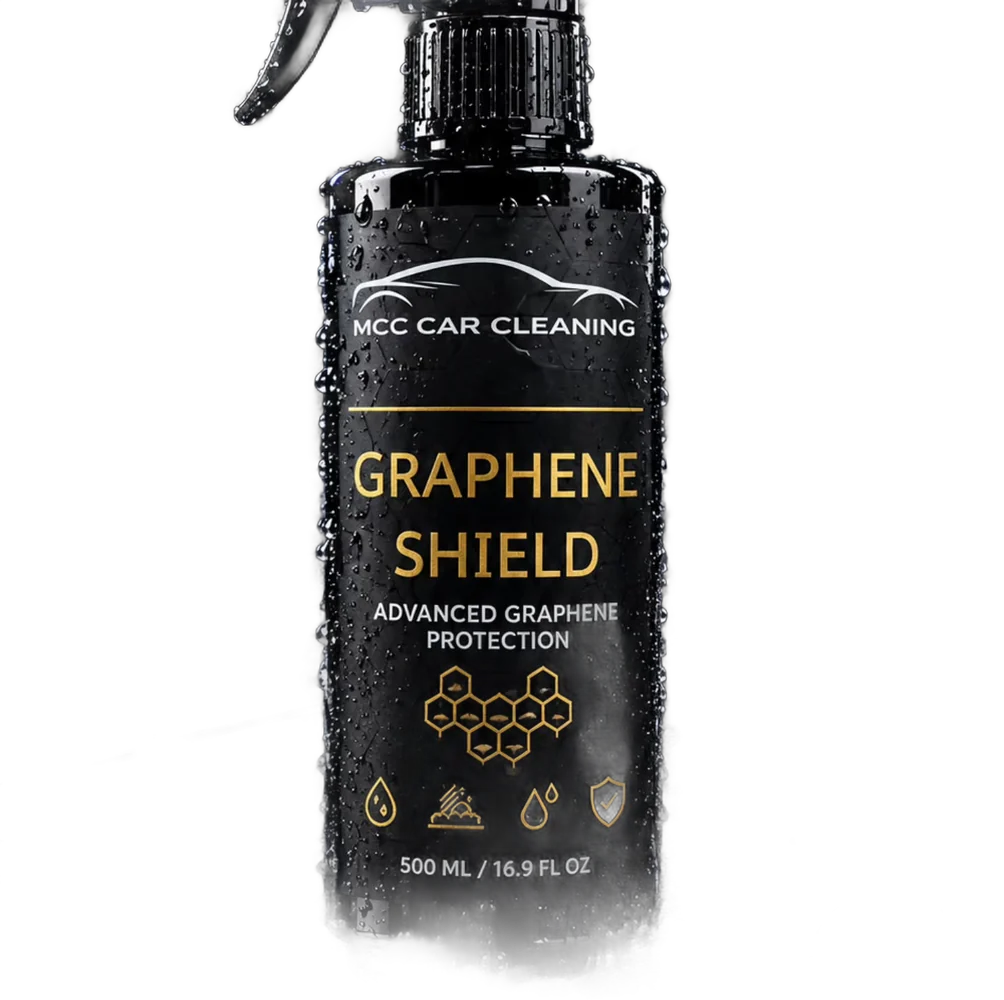 MCC CAR CLEANING
GRAPHENE
SHIELD
ADVANCED GRAPHENE
PROTECTION
500 ML / 16.9 FL OZ